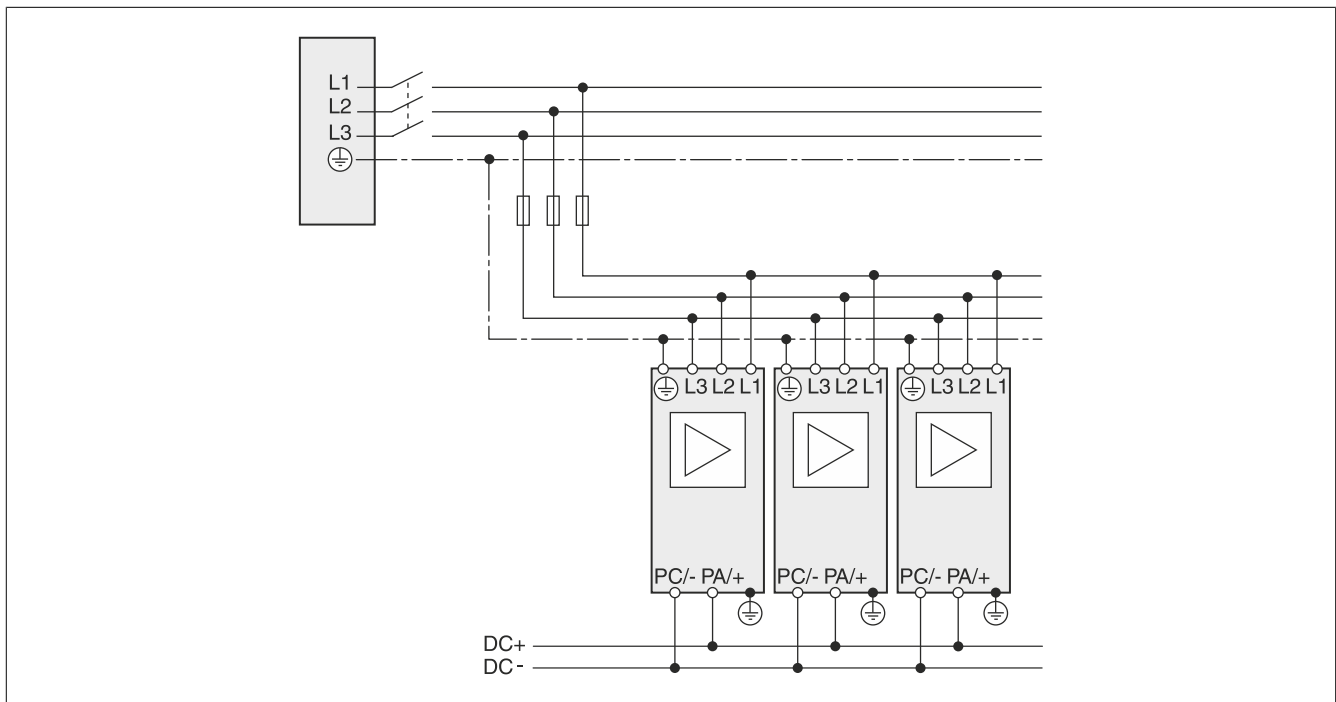 L1
L2
L3
L3 L2 L1 L3 L2 L1 L3 L2 L1
PC/- PA/+ PC/- PA/+ PC/- PA/+
DC+
DC-